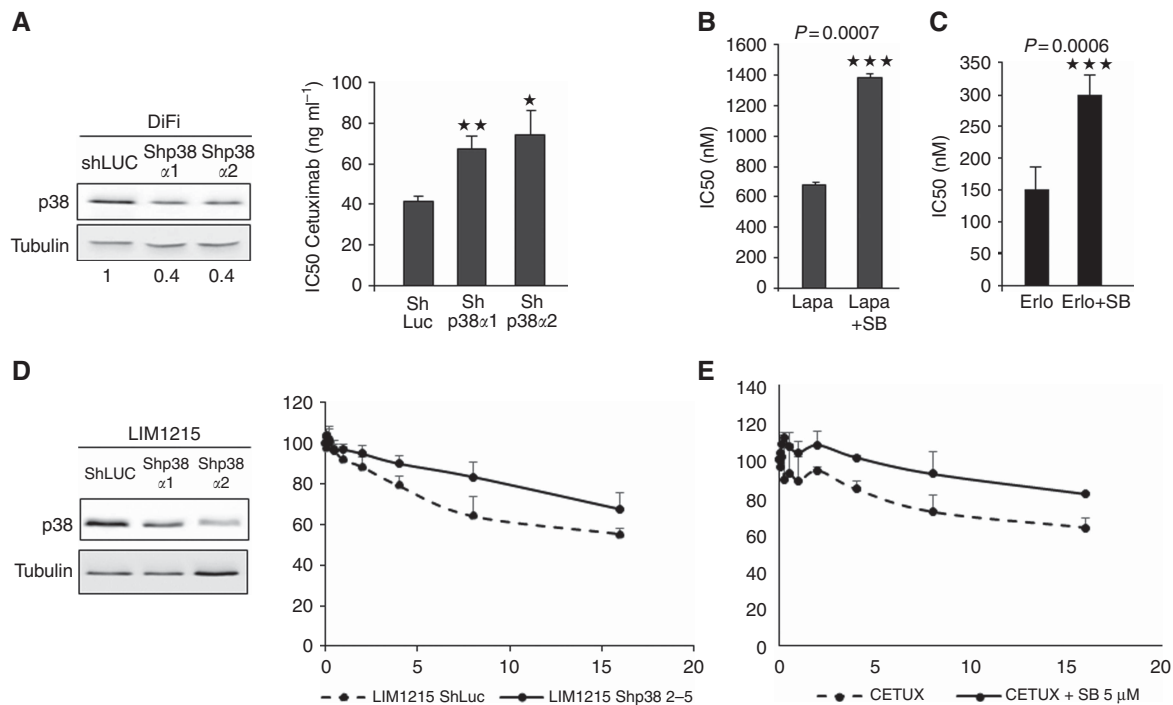 A
DiFi
shLUC Shp38 α1 Shp38 α2
p38
Tubulin
1 0.4 0.4
IC50 Cetuximab (ng ml−1)
100
80
60
40
20
0
★★
★
Sh Luc
Sh p38α1
Sh p38α2
B
P=0.0007
★★★
IC50 (nM)
1600
1400
1200
1000
800
600
400
200
0
Lapa
Lapa +SB
C
P=0.0006
★★★
IC50 (nM)
350
300
250
200
150
100
50
0
Erlo Erlo+SB
D
LIM1215
ShLUC Shp38 α1 Shp38 α2
p38
Tubulin
120
100
80
60
40
20
0
0 5 10 15 20
LIM1215 ShLuc LIM1215 Shp38 2–5
E
140
120
100
80
60
40
20
0
0 5 10 15 20
CETUX CETUX + SB 5 μM